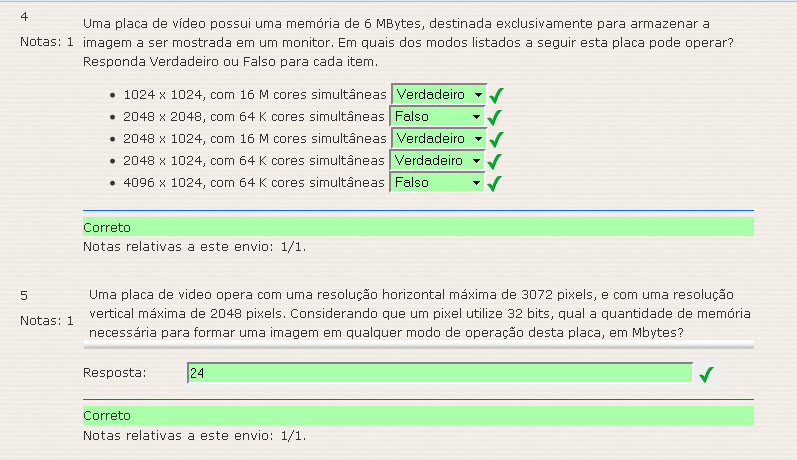 4
Notas: 1
Uma placa de vídeo possui uma memória de 6 MBytes, destinada exclusivamente para armazenar a
imagem a ser mostrada em um monitor. Em quais dos modos listados a seguir esta placa pode operar?
Responda Verdadeiro ou Falso para cada item.
• 1024 x 1024, com 16 M cores simultâneas Verdadeiro
• 2048 x 2048, com 64 K cores simultâneas Falso
• 2048 x 1024, com 16 M cores simultâneas Verdadeiro
• 2048 x 1024, com 64 K cores simultâneas Verdadeiro
• 4096 x 1024, com 64 K cores simultâneas Falso
Correto
Notas relativas a este envio: 1/1.
5
Notas: 1
Uma placa de video opera com uma resolução horizontal máxima de 3072 pixels, e com uma resolução
vertical máxima de 2048 pixels. Considerando que um pixel utilize 32 bits, qual a quantidade de memória
necessária para formar uma imagem em qualquer modo de operação desta placa, em Mbytes?
Resposta: 24
Correto
Notas relativas a este envio: 1/1.